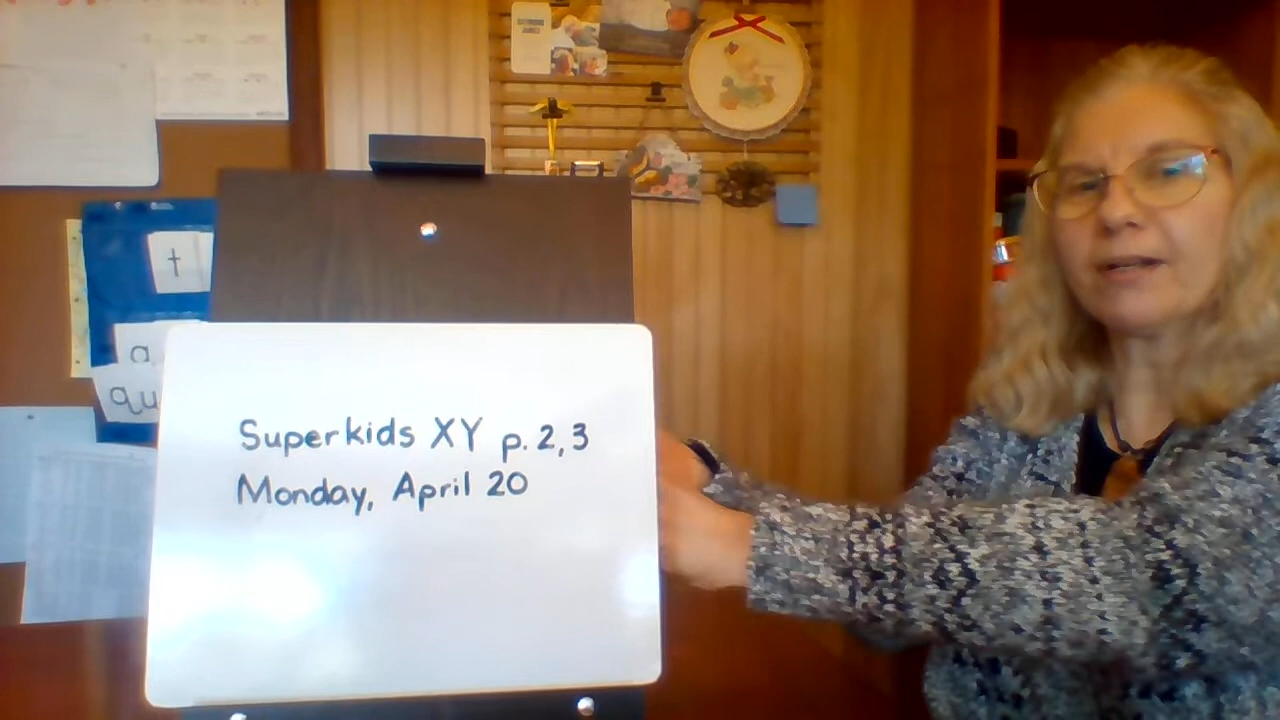 t
a
qu
Superkids XY p. 2, 3
Monday, April 20